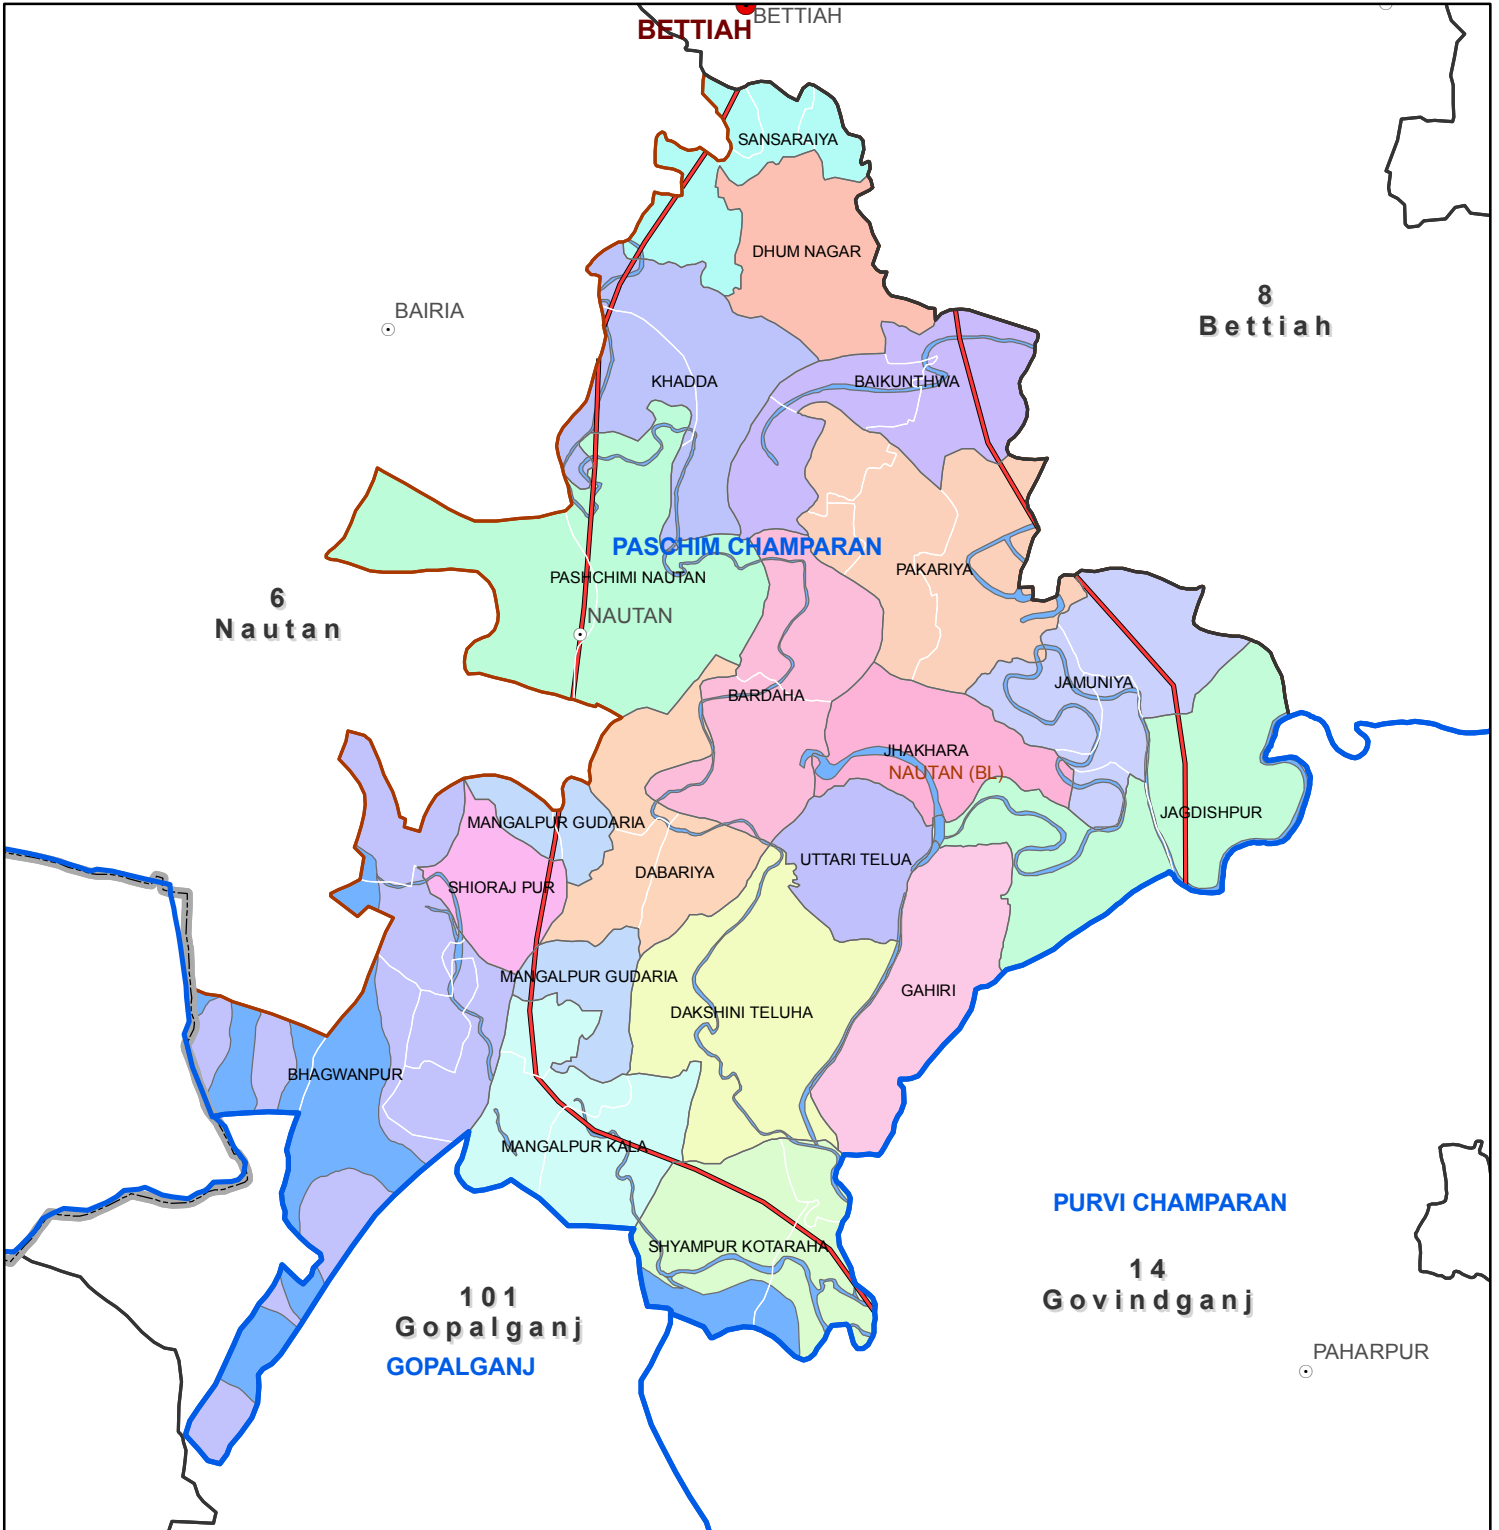 BETTIAH
BETTIAH
SANSARAIYA
DHUM NAGAR
8
Bettiah
BAIRIA
KHADDA
BAIKUNTHWA
PASCHIM CHAMPARAN
PAKARIYA
PASHCHIMI NAUTAN
6
Nautan
NAUTAN
JAMUNIYA
BARDAHA
JHAKHARA
NAUTAN (BL)
JAGDISHPUR
MANGALPUR GUDARIA
UTTARI TELUA
DABARIYA
SHIORAJ PUR
MANGALPUR GUDARIA
GAHIRI
DAKSHINI TELUHA
BHAGWANPUR
MANGALPUR KALA
PURVI CHAMPARAN
SHYAMPUR KOTARAHA
14
Govindganj
101
Gopalganj
GOPALGANJ
PAHARPUR